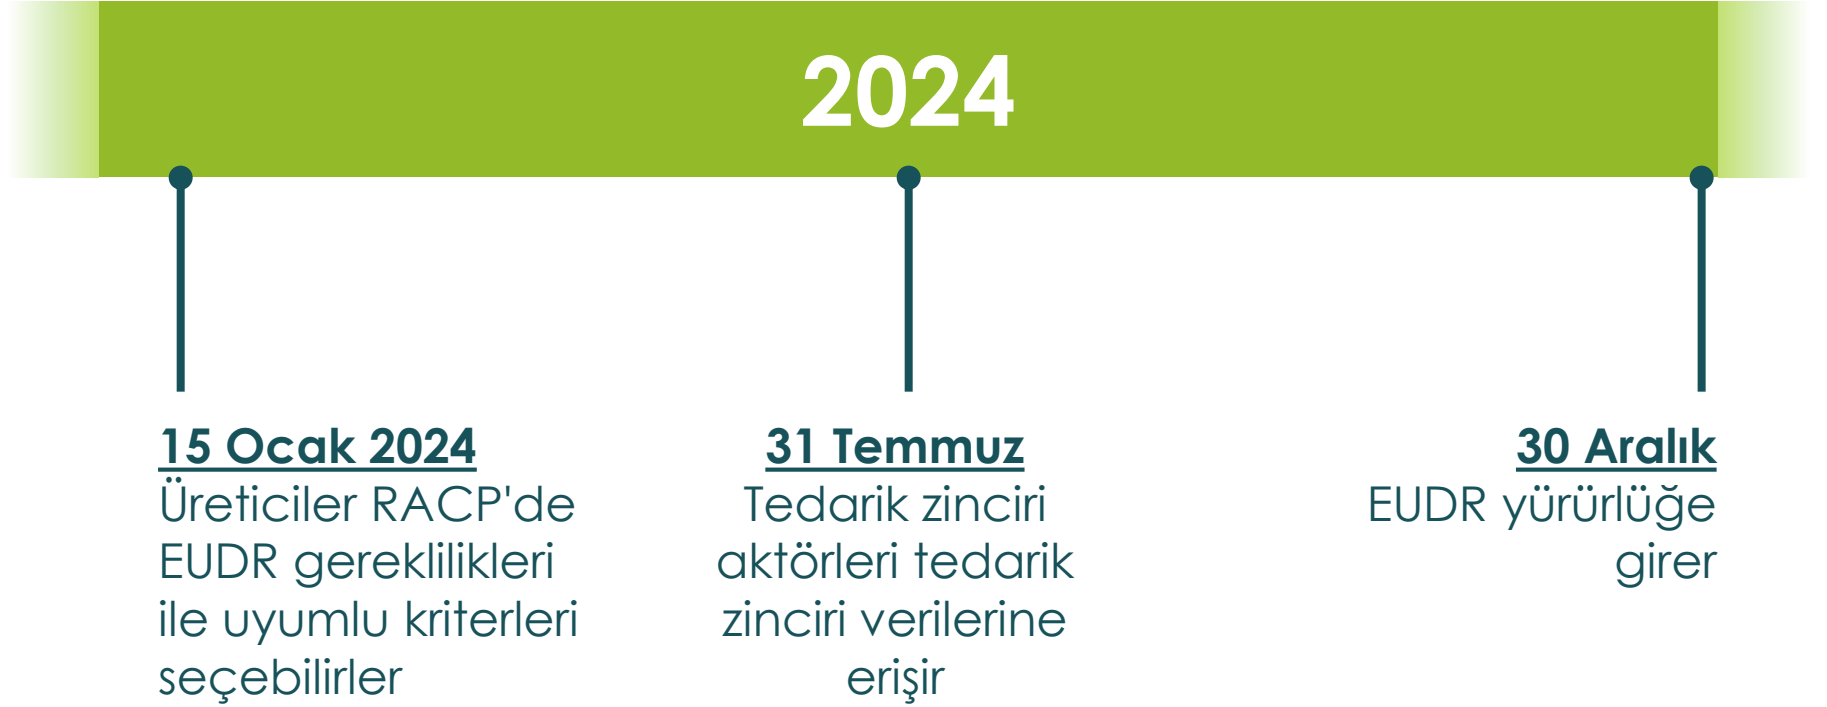 2024
15 Ocak 2024
Üreticiler RACP'de
EUDR gereklilikleri
ile uyumlu kriterleri
seçebilirler
31 Temmuz
Tedarik zinciri
aktörleri tedarik
zinciri verilerine
erişir
30 Aralık
EUDR yürürlüğe
girer